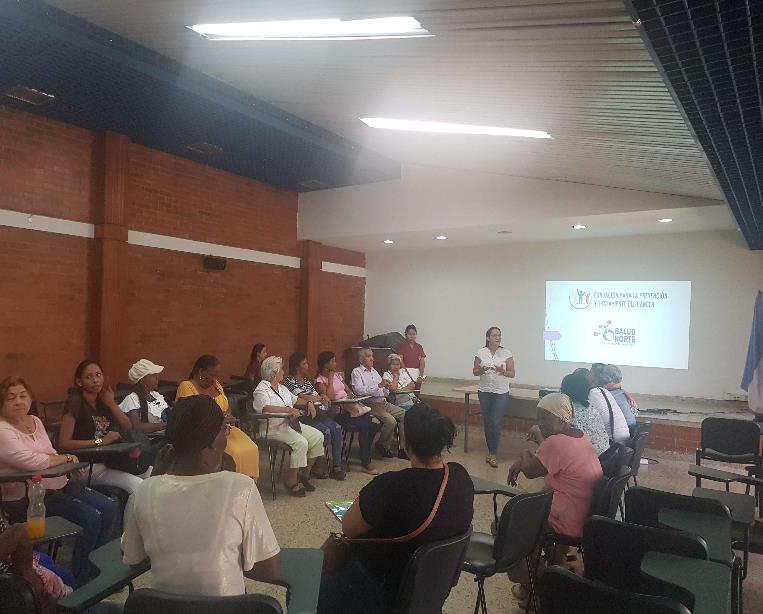 FUNDACIÓN PARA LA PREVENCIÓN
Y TRATAMIENTO DEL CÁNCER
SALUD
NORTE